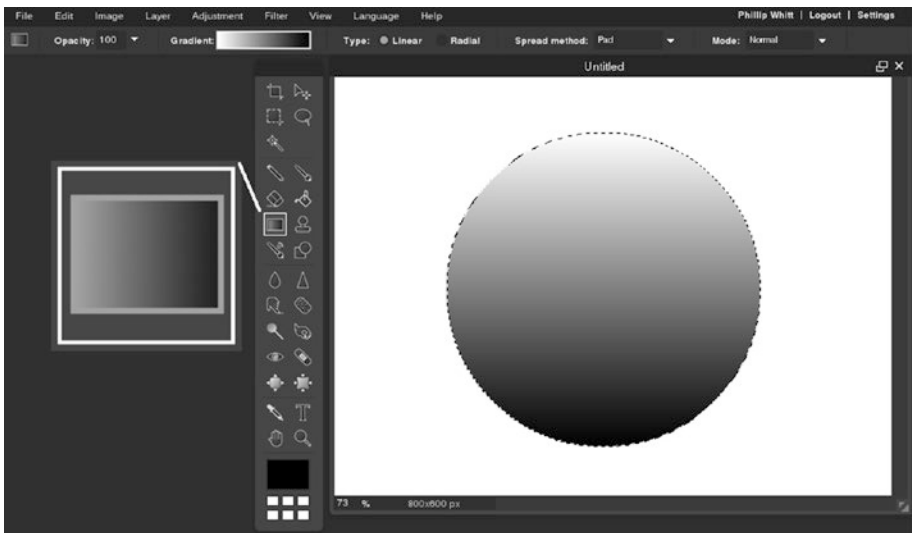 File Edit Image Layer Adjustment Filter View Language Help Phillip Whitt | Logout | Settings
Opacity: 100 Gradient: Type: Linear Radial Spread method: Pad Mode: Normal
Untitled
T
73 % 800x600 px